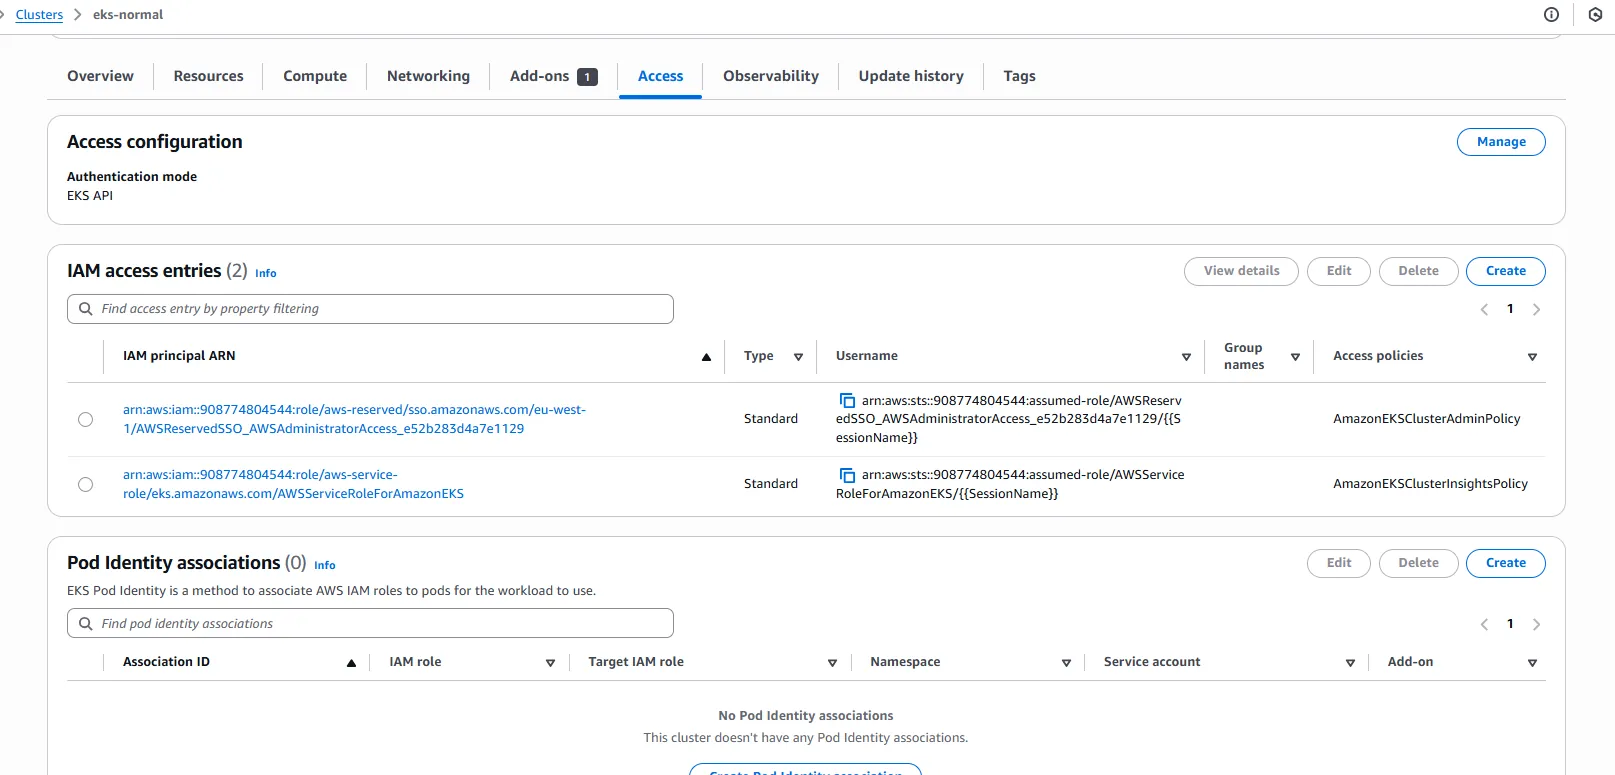 Clusters
eks-normal
Overview
Resources
Compute
Networking
Add-ons 1
Access
Observability
Update history
Tags
Access configuration
Manage
Authentication mode
EKS API
IAM access entries (2) Info
View details
Edit
Delete
Create
Find access entry by property filtering
1
IAM principal ARN
Type
Username
Group
names
Access policies
arn:aws:iam::908774804544:role/aws-reserved/sso.amazonaws.com/eu-west-
1/AWSReservedSSO_AWSAdministratorAccess_e52b283d4a7e1129
Standard
arn:aws:sts::908774804544:assumed-role/AWSReserv
edSSO_AWSAdministratorAccess_e52b283d4a7e1129/{{S
essionName}}
AmazonEKSClusterAdminPolicy
arn:aws:iam::908774804544:role/aws-service-
role/eks.amazonaws.com/AWSServiceRoleForAmazonEKS
Standard
arn:aws:sts::908774804544:assumed-role/AWSService
RoleForAmazonEKS/{{SessionName}}
AmazonEKSClusterInsightsPolicy
Pod Identity associations (0) Info
Edit
Delete
Create
EKS Pod Identity is a method to associate AWS IAM roles to pods for the workload to use.
Find pod identity associations
1
Association ID
IAM role
Target IAM role
Namespace
Service account
Add-on
No Pod Identity associations
This cluster doesn't have any Pod Identity associations.
Create Pod Identity association